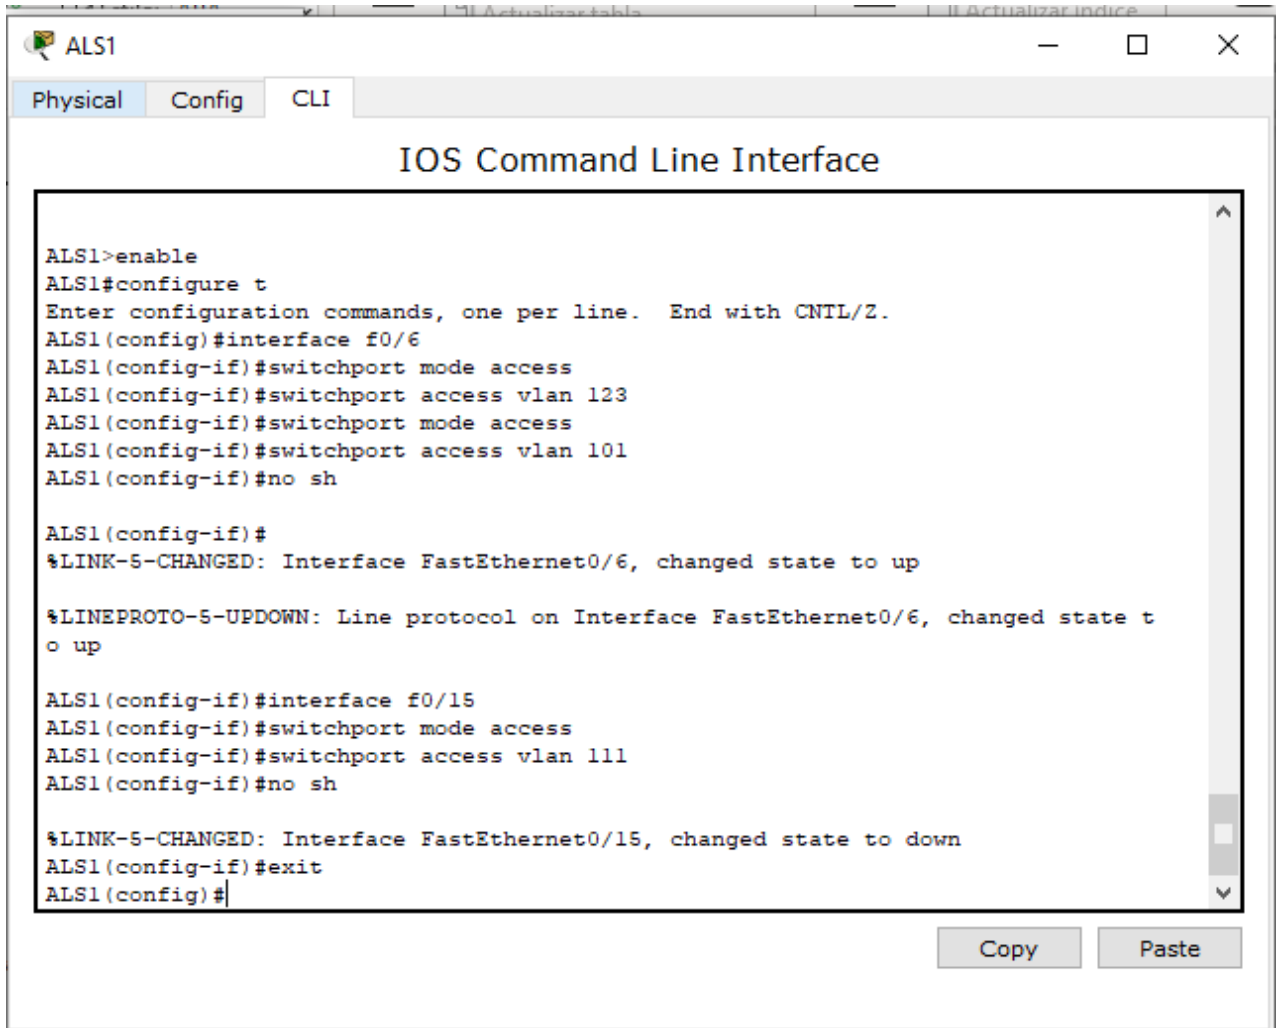 Actualizar tabla
Actualizar índice
ALS1
Physical Config CLI
IOS Command Line Interface
ALS1>enable
ALS1#configure t
Enter configuration commands, one per line.  End with CNTL/Z.
ALS1(config)#interface f0/6
ALS1(config-if)#switchport mode access
ALS1(config-if)#switchport access vlan 123
ALS1(config-if)#switchport mode access
ALS1(config-if)#switchport access vlan 101
ALS1(config-if)#no sh
ALS1(config-if)#
%LINK-5-CHANGED: Interface FastEthernet0/6, changed state to up
%LINEPROTO-5-UPDOWN: Line protocol on Interface FastEthernet0/6, changed state t
o up
ALS1(config-if)#interface f0/15
ALS1(config-if)#switchport mode access
ALS1(config-if)#switchport access vlan 111
ALS1(config-if)#no sh
%LINK-5-CHANGED: Interface FastEthernet0/15, changed state to down
ALS1(config-if)#exit
ALS1(config)#
Copy Paste